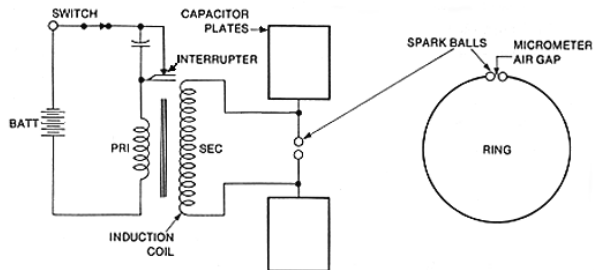 SWITCH
CAPACITOR
PLATES
INTERRUPTER
SPARK BALLS
MICROMETER
AIR GAP
BATT
PRI
SEC
RING
INDUCTION
COIL